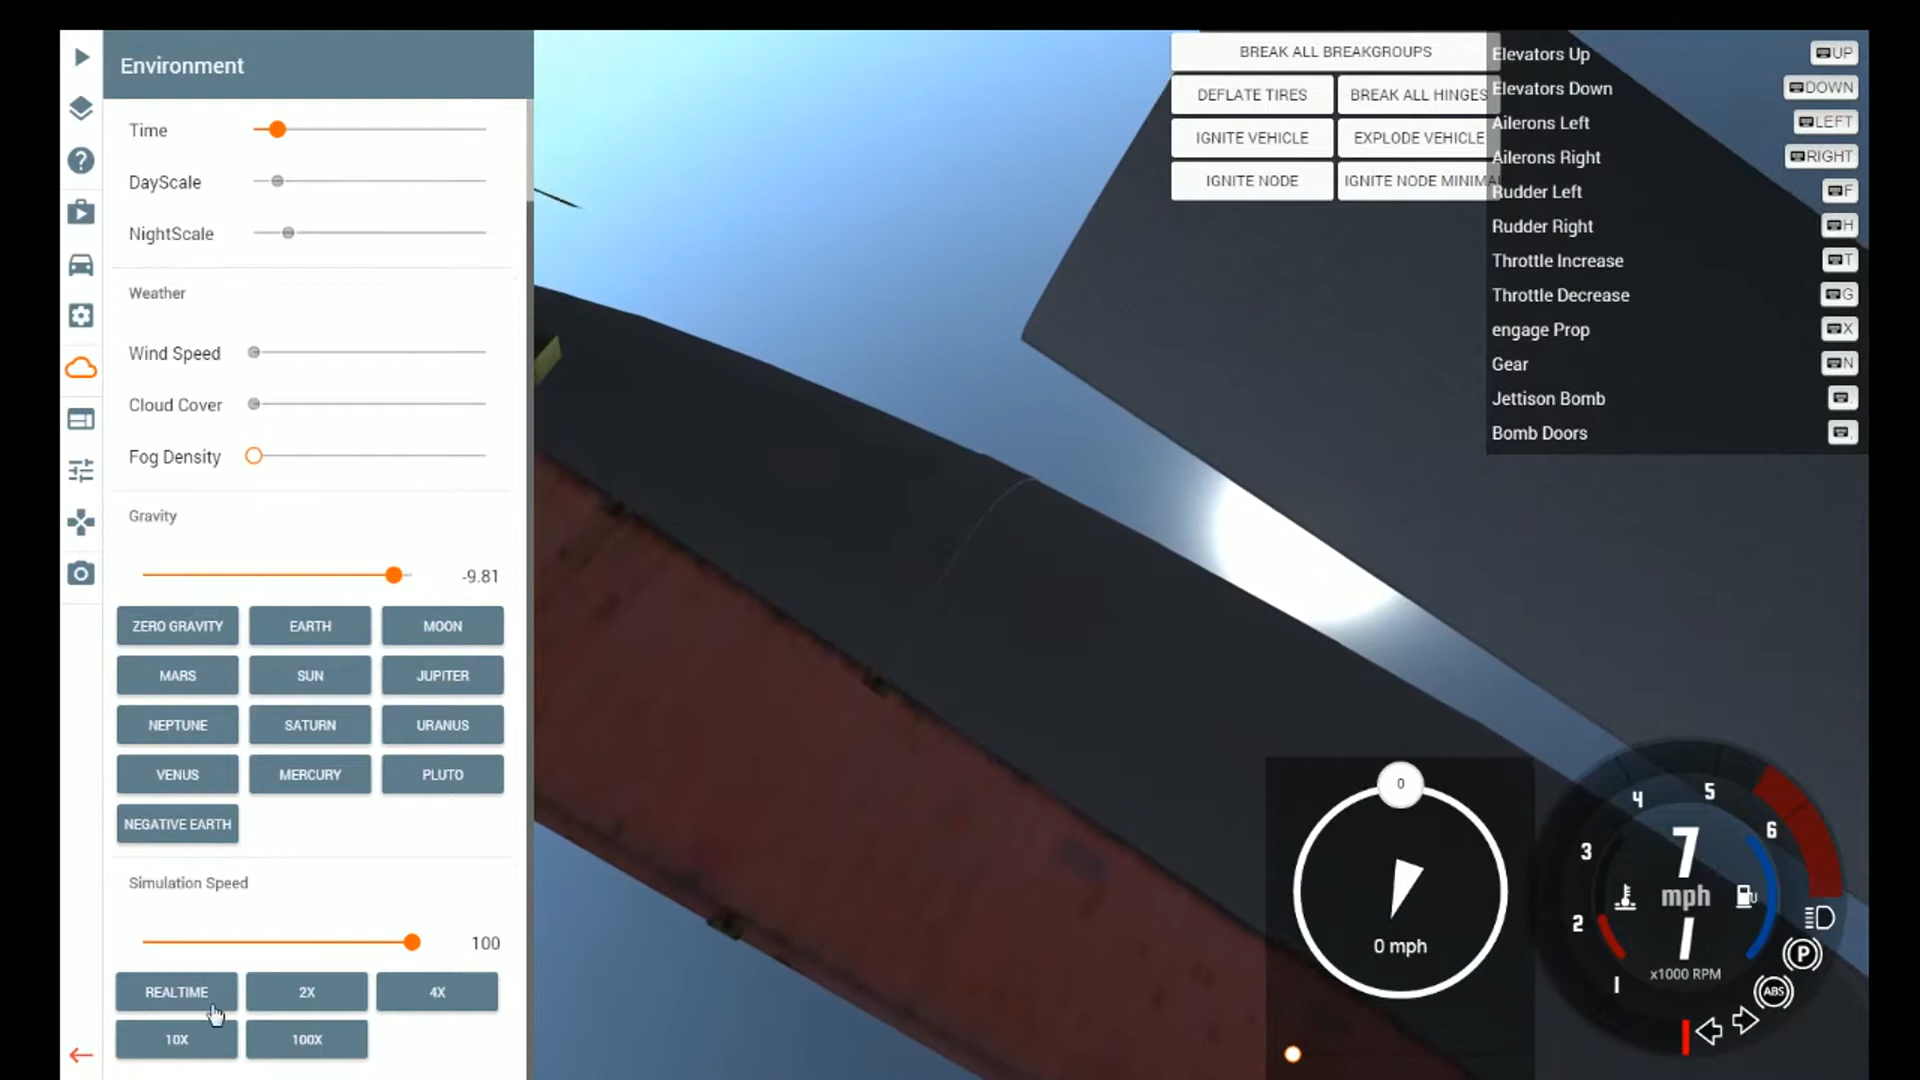 Environment
Time
DayScale
NightScale
Weather
Wind Speed
Cloud Cover
Fog Density
Gravity
-9.81
ZERO GRAVITY EARTH MOON
MARS SUN JUPITER
NEPTUNE SATURN URANUS
VENUS MERCURY PLUTO
NEGATIVE EARTH
Simulation Speed
100
REALTIME 2X 4X
10X 100X
BREAK ALL BREAKGROUPS
DEFLATE TIRES BREAK ALL HINGES
IGNITE VEHICLE EXPLODE VEHICLE
IGNITE NODE IGNITE NODE MINIMA
Elevators Up UP
Elevators Down DOWN
Ailerons Left LEFT
Ailerons Right RIGHT
Rudder Left F
Rudder Right H
Throttle Increase T
Throttle Decrease G
engage Prop X
Gear N
Jettison Bomb
Bomb Doors ,
0
0 mph
1 2 3 4 5 6
7
mph
1
x1000 RPM
P
ABS